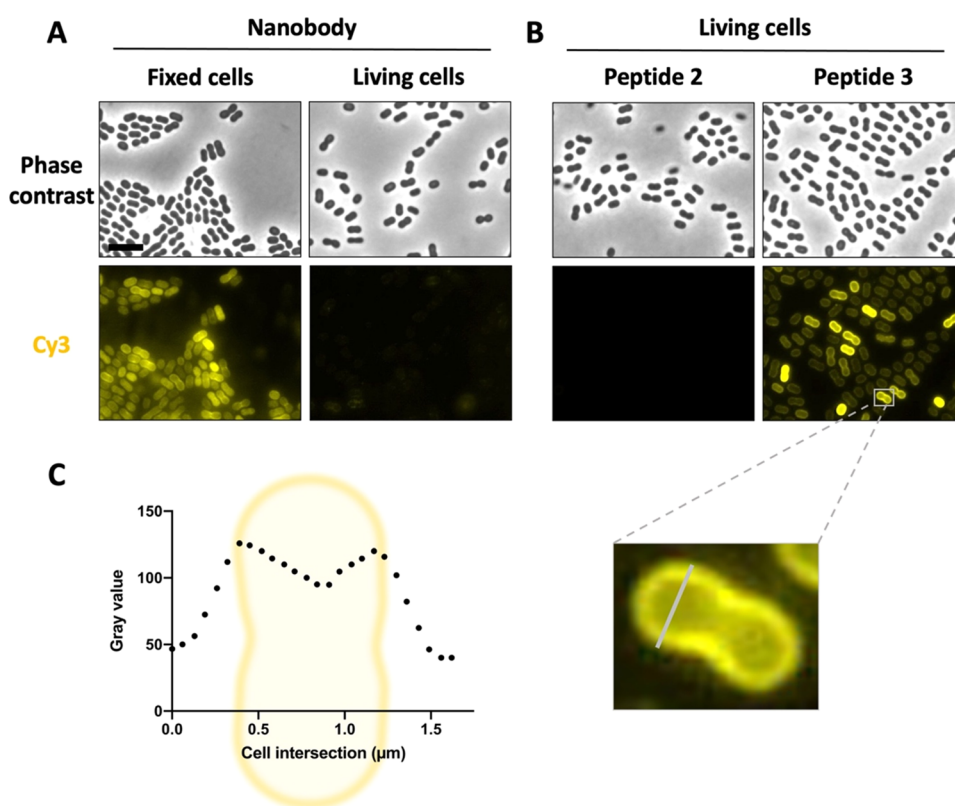 A
Nanobody
B
Living cells
Fixed cells
Living cells
Peptide 2
Peptide 3
Phase
contrast
Cy3
C
150
100
50
0
Gray value
0.0
0.5
1.0
1.5
Cell intersection (µm)